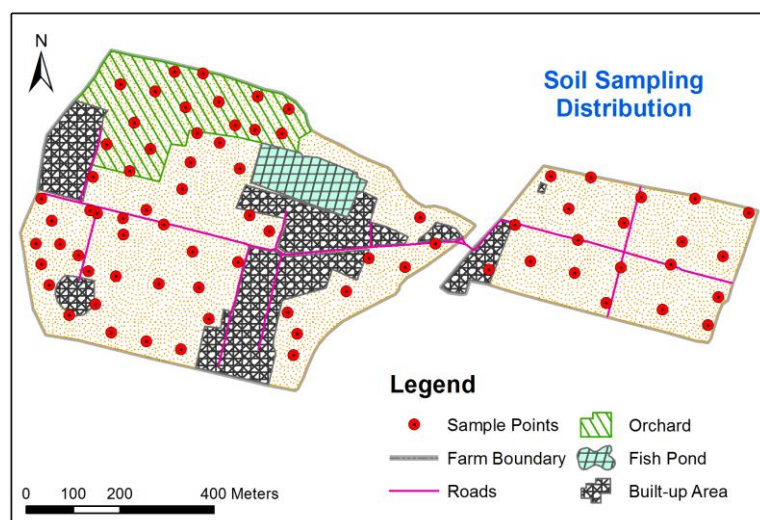 N
Soil Sampling
Distribution
Legend
Sample Points
Orchard
Farm Boundary
Fish Pond
Roads
Built-up Area
0 100 200 400 Meters